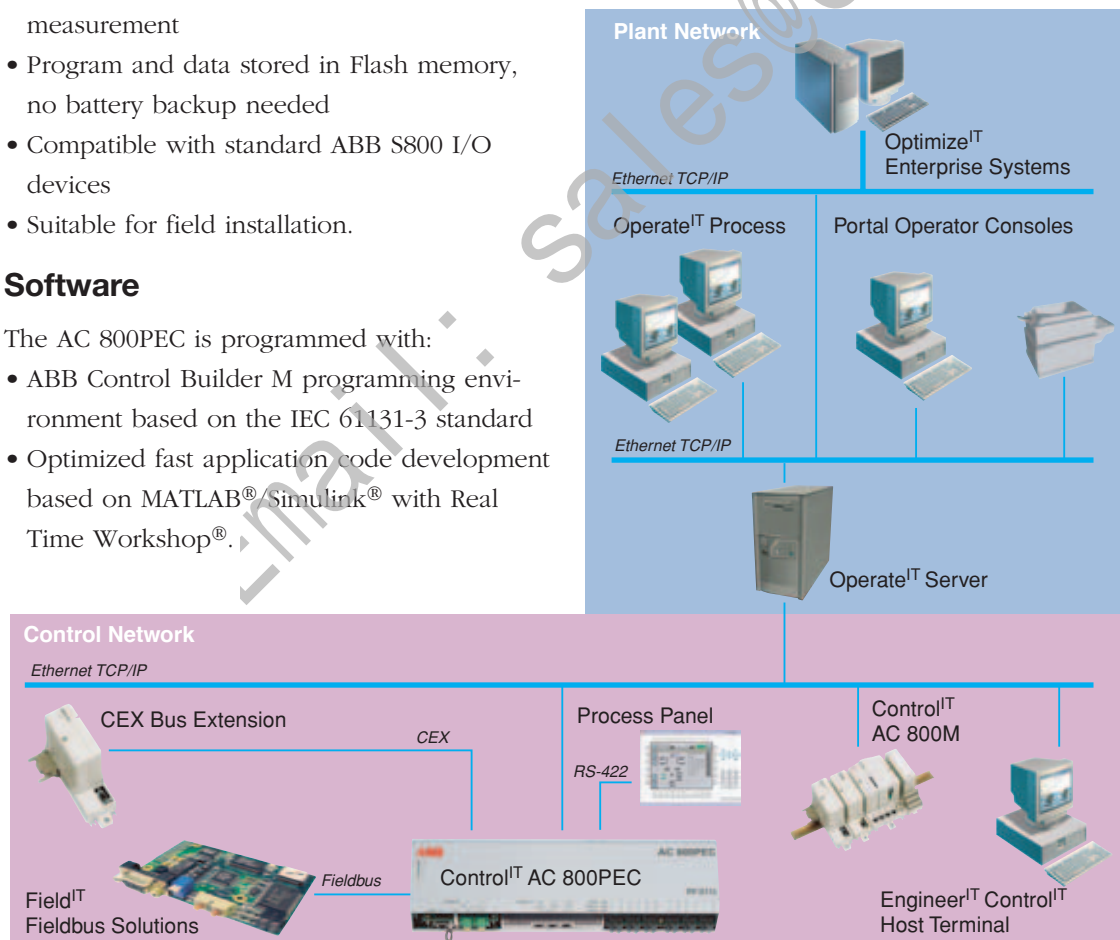 measurement
• Program and data stored in Flash memory,
no battery backup needed
• Compatible with standard ABB S800 I/O
devices
• Suitable for field installation.
Software
The AC 800PEC is programmed with:
• ABB Control Builder M programming envi-
ronment based on the IEC 61131-3 standard
• Optimized fast application code development
based on MATLAB®/Simulink® with Real
Time Workshop®.
Email: sales@
Plant Network
Optimize^IT
Enterprise Systems
Ethernet TCP/IP
Operate^IT Process
Portal Operator Consoles
Ethernet TCP/IP
Operate^IT Server
Control Network
Ethernet TCP/IP
CEX Bus Extension
CEX
Process Panel
RS-422
Control^IT
AC 800M
ABB
AC 800PEC
Control^IT AC 800PEC
Fieldbus
Field^IT
Fieldbus Solutions
Engineer^IT Control^IT
Host Terminal